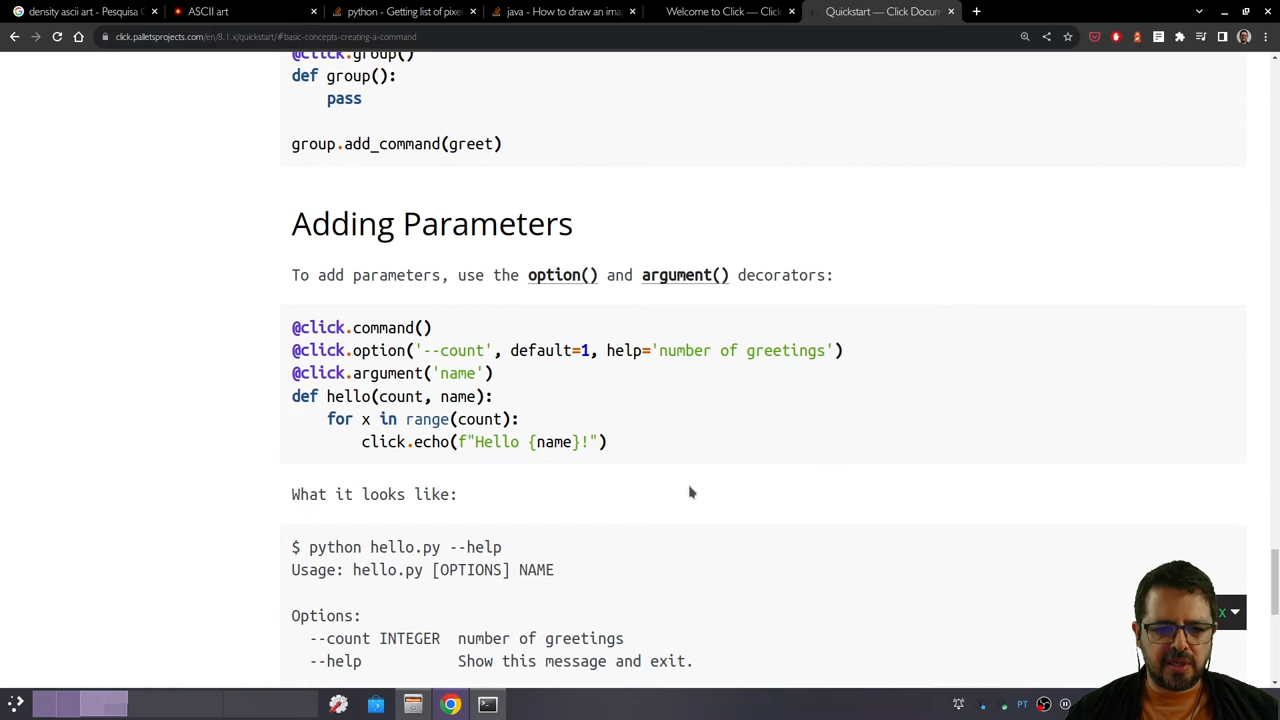 density ascii art - Pesquisa G
ASCII art
python - Getting list of pixel
java - How to draw an ima
Welcome to Click — Click
Quickstart — Click Docum
click.palletsprojects.com/en/8.1.x/quickstart/#basic-concepts-creating-a-command
@click.group()
def group():
pass
group.add_command(greet)
Adding Parameters
To add parameters, use the option() and argument() decorators:
@click.command()
@click.option('--count', default=1, help='number of greetings')
@click.argument('name')
def hello(count, name):
for x in range(count):
click.echo(f"Hello {name}!")
What it looks like:
$ python hello.py --help
Usage: hello.py [OPTIONS] NAME
Options:
--count INTEGER  number of greetings
--help           Show this message and exit.
x
PT